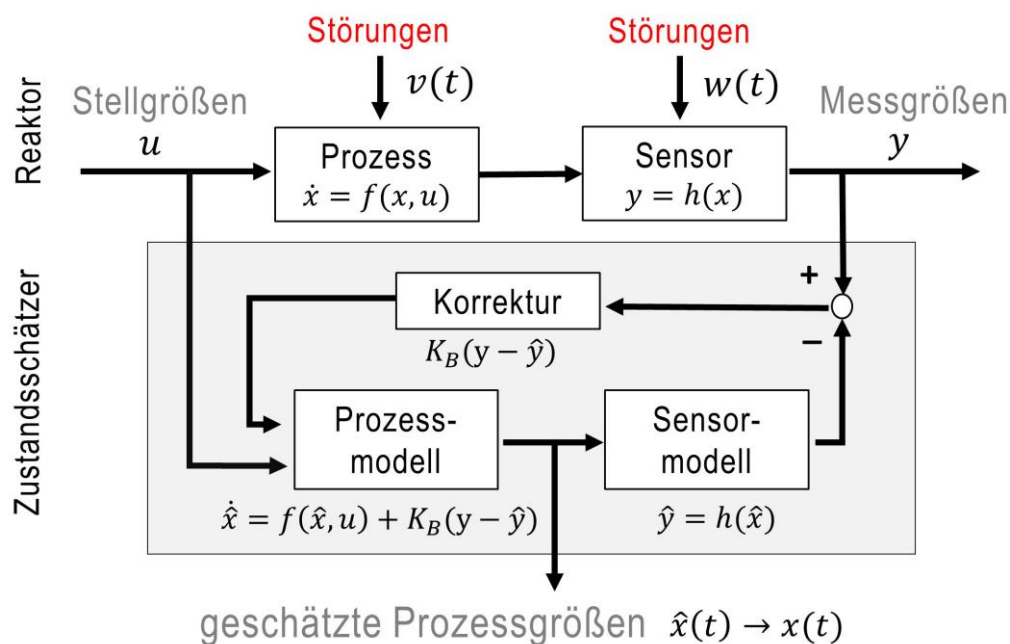 Störungen
Störungen
v(t)
w(t)
Reaktor
Stellgrößen
Messgrößen
u
y
Prozess
ẋ = f(x, u)
Sensor
y = h(x)
Zustandsschätzer
+
Korrektur
−
K_B(y − ŷ)
Prozess-
modell
Sensor-
modell
x̂̇ = f(x̂, u) + K_B(y − ŷ)
ŷ = h(x̂)
geschätzte Prozessgrößen x̂(t) → x(t)